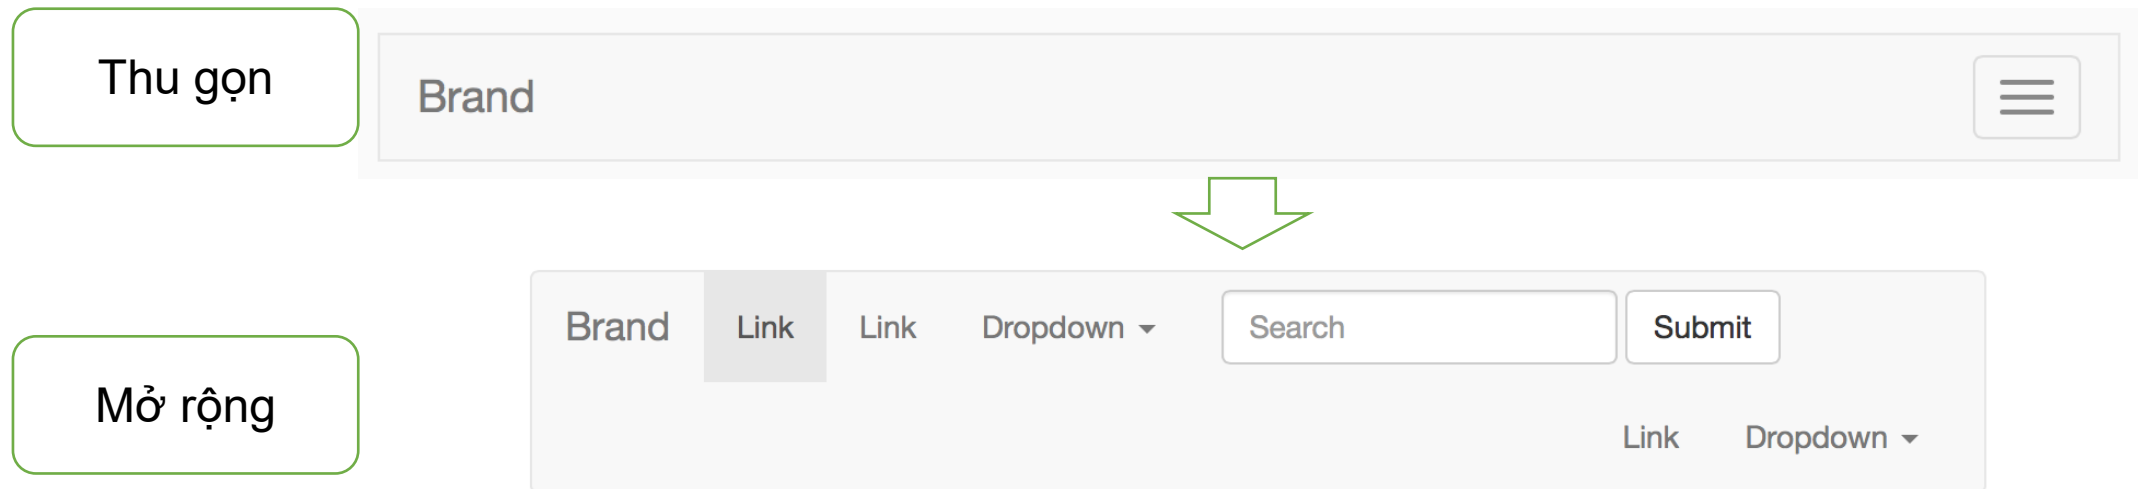 Thu gọn
Brand
Mở rộng
Brand Link Link Dropdown Search Submit
Link Dropdown